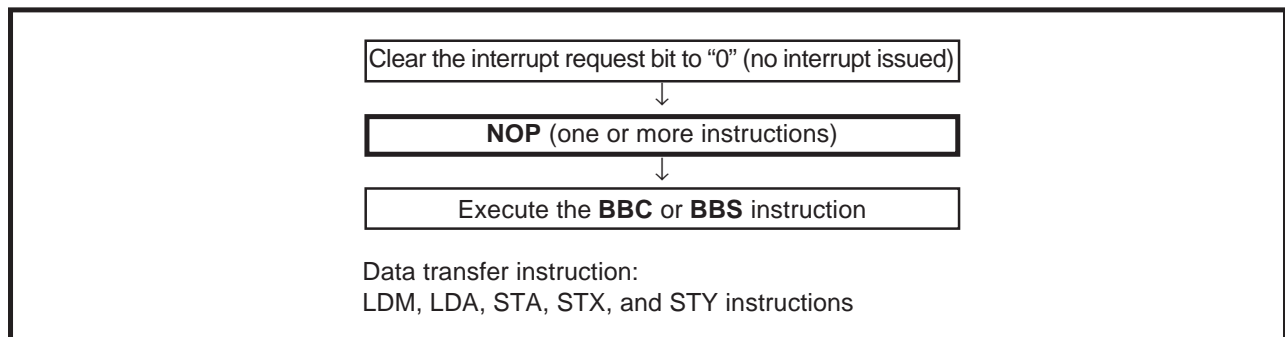 Clear the interrupt request bit to “0” (no interrupt issued)
↓
NOP (one or more instructions)
↓
Execute the BBC or BBS instruction
Data transfer instruction:
LDM, LDA, STA, STX, and STY instructions